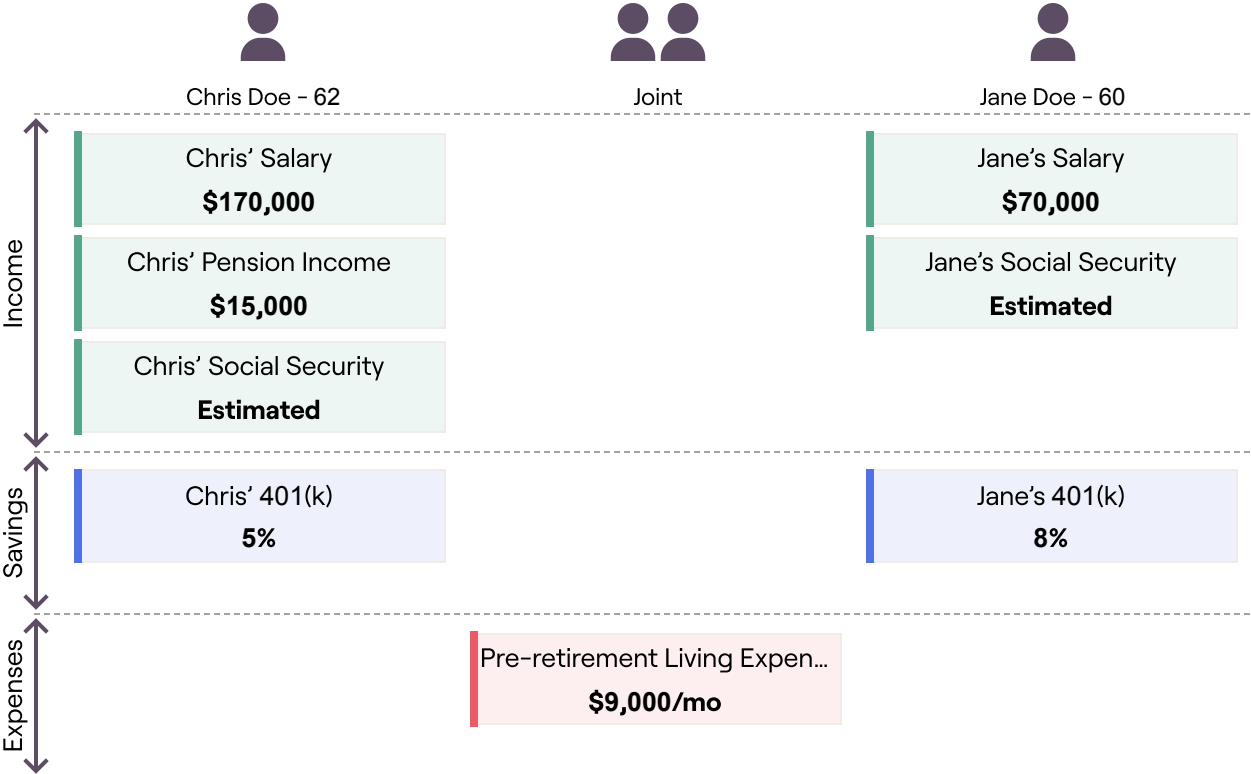 Chris Doe - 62
Joint
Jane Doe - 60
Income
Chris’ Salary
$170,000
Jane’s Salary
$70,000
Chris’ Pension Income
$15,000
Jane’s Social Security
Estimated
Chris’ Social Security
Estimated
Savings
Chris’ 401(k)
5%
Jane’s 401(k)
8%
Expenses
Pre-retirement Living Expen...
$9,000/mo